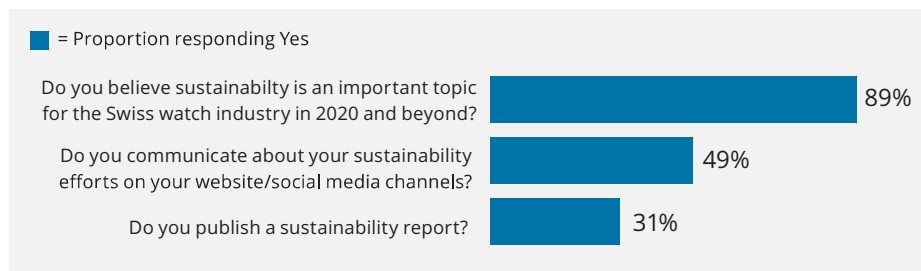 = Proportion responding Yes
Do you believe sustainabilty is an important topic
for the Swiss watch industry in 2020 and beyond?
89%
Do you communicate about your sustainability
efforts on your website/social media channels?
49%
Do you publish a sustainability report?
31%